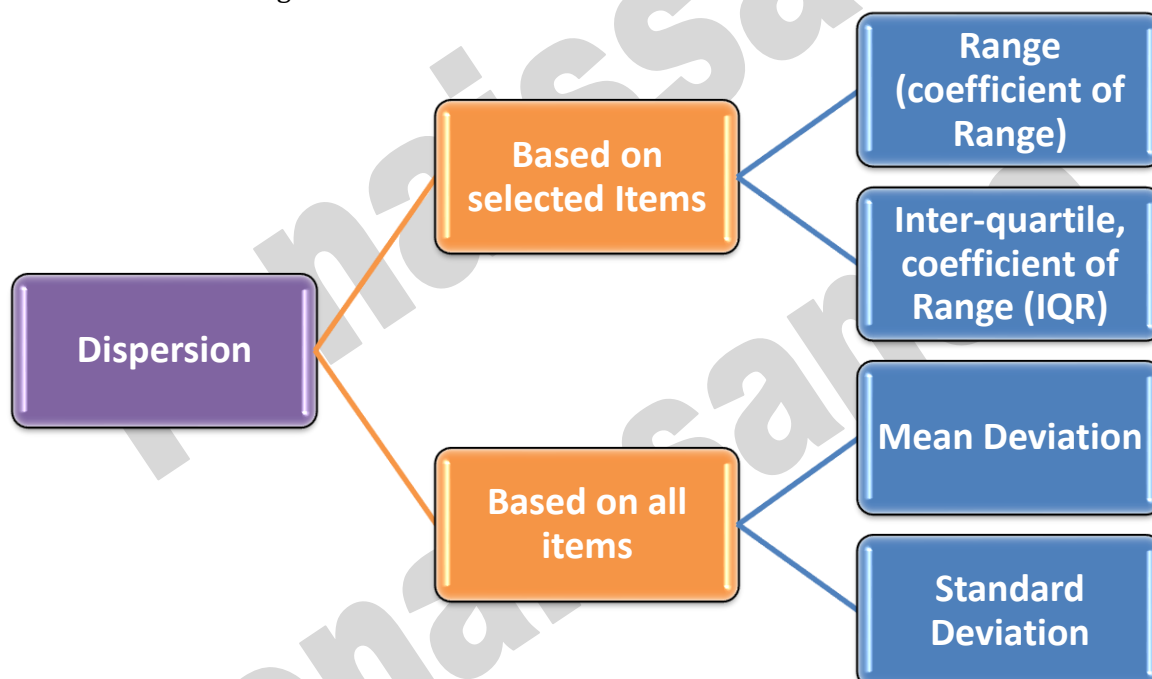 Dispersion
Based on
selected Items
Based on all
items
Range
(coefficient of
Range)
Inter-quartile,
coefficient of
Range (IQR)
Mean Deviation
Standard
Deviation